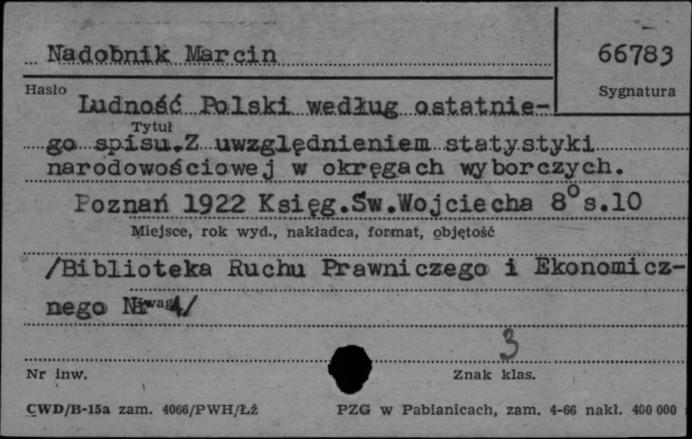 Nadobnik Marcin
66783
Hasło
Sygnatura
Ludność Polski według ostatnie-
Tytuł
go spisu.Z uwzględnieniem statystyki
narodowościowej w okręgach wyborczych.
Poznań 1922 Księg.Św.Wojciecha 8° s.10
Miejsce, rok wyd., nakładca, format, objętość
/Biblioteka Ruchu Prawniczego i Ekonomicz-
nego Nr 4/
3
Nr inw.
Znak klas.
CWD/B-15a zam. 4066/PWH/Łź
PZG w Pabianicach, zam. 4-66 nakł. 400 000